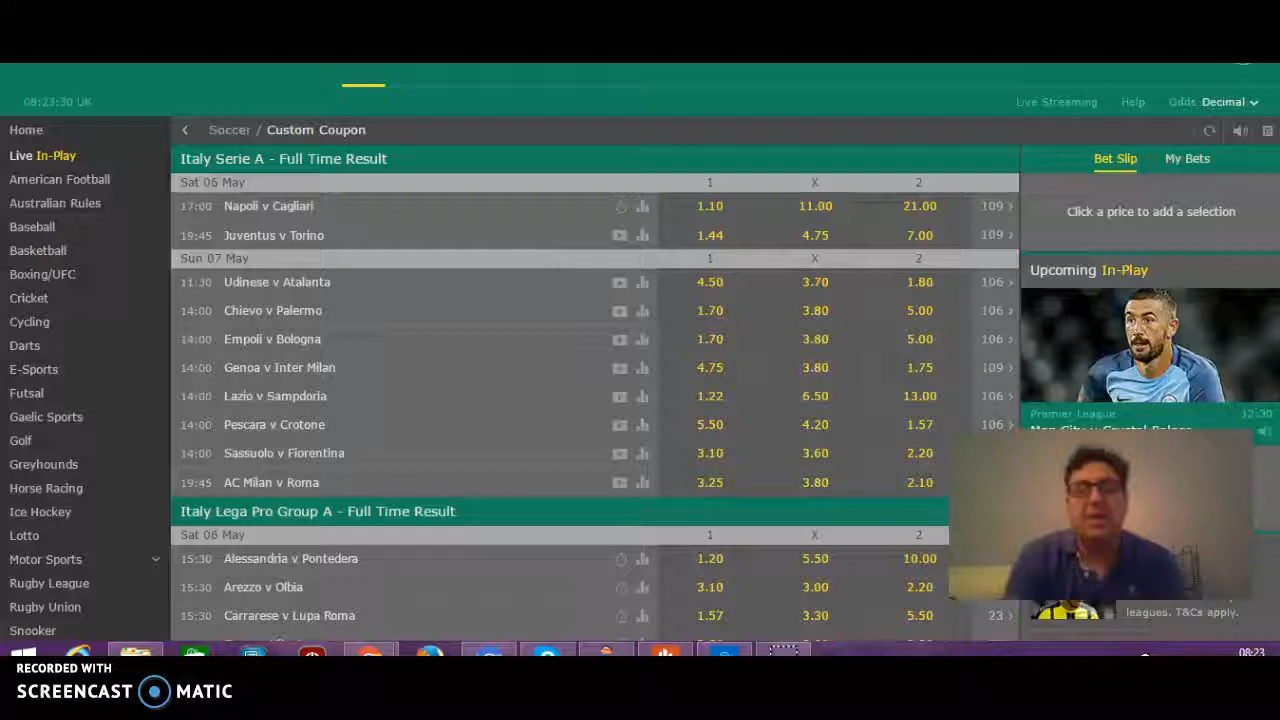 08:23:30 UK
Live Streaming Help Odds Decimal
Home
Live In-Play
American Football
Australian Rules
Baseball
Basketball
Boxing/UFC
Cricket
Cycling
Darts
E-Sports
Futsal
Gaelic Sports
Golf
Greyhounds
Horse Racing
Ice Hockey
Lotto
Motor Sports
Rugby League
Rugby Union
Snooker
Soccer / Custom Coupon
Italy Serie A - Full Time Result
Sat 06 May 1 X 2
17:00 Napoli v Cagliari 1.10 11.00 21.00 109
19:45 Juventus v Torino 1.44 4.75 7.00 109
Sun 07 May 1 X 2
11:30 Udinese v Atalanta 4.50 3.70 1.80 106
14:00 Chievo v Palermo 1.70 3.80 5.00 106
14:00 Empoli v Bologna 1.70 3.80 5.00 106
14:00 Genoa v Inter Milan 4.75 3.80 1.75 109
14:00 Lazio v Sampdoria 1.22 6.50 13.00 106
14:00 Pescara v Crotone 5.50 4.20 1.57 106
14:00 Sassuolo v Fiorentina 3.10 3.60 2.20
19:45 AC Milan v Roma 3.25 3.80 2.10
Italy Lega Pro Group A - Full Time Result
Sat 06 May 1 X 2
15:30 Alessandria v Pontedera 1.20 5.50 10.00
15:30 Arezzo v Olbia 3.10 3.00 2.20
15:30 Carrarese v Lupa Roma 1.57 3.30 5.50 23
Bet Slip My Bets
Click a price to add a selection
Upcoming In-Play
Premier League 12:30
Man City v Crystal Palace
leagues. T&Cs apply.
08:23
RECORDED WITH
SCREENCAST MATIC